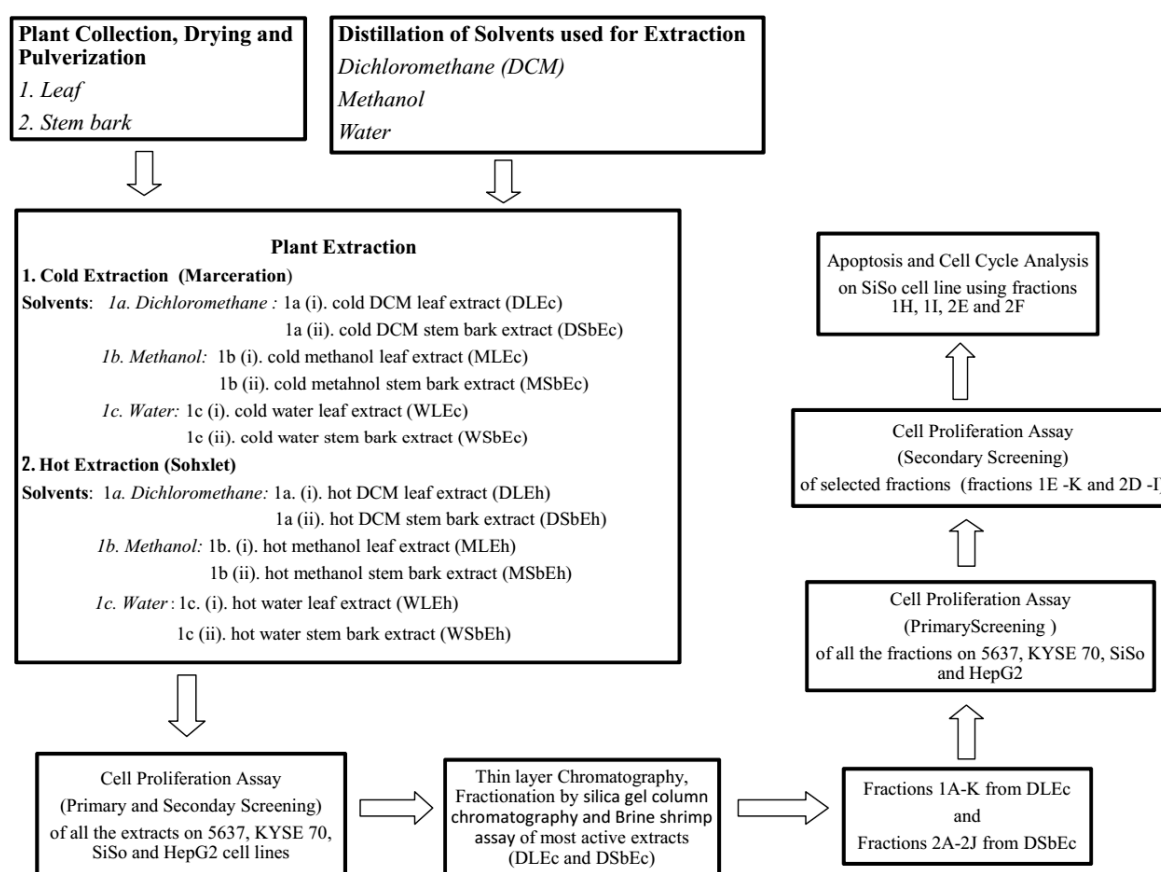 Plant Collection, Drying and
Pulverization
1. Leaf
2. Stem bark
Distillation of Solvents used for Extraction
Dichloromethane (DCM)
Methanol
Water
Plant Extraction
1. Cold Extraction (Marceration)
Solvents: 1a. Dichloromethane : 1a (i). cold DCM leaf extract (DLEc)
1a (ii). cold DCM stem bark extract (DSbEc)
1b. Methanol: 1b (i). cold methanol leaf extract (MLEc)
1b (ii). cold metahnol stem bark extract (MSbEc)
1c. Water: 1c (i). cold water leaf extract (WLEc)
1c (ii). cold water stem bark extract (WSbEc)
2. Hot Extraction (Sohxlet)
Solvents: 1a. Dichloromethane: 1a. (i). hot DCM leaf extract (DLEh)
1a (ii). hot DCM stem bark extract (DSbEh)
1b. Methanol: 1b. (i). hot methanol leaf extract (MLEh)
1b (ii). hot methanol stem bark extract (MSbEh)
1c. Water : 1c. (i). hot water leaf extract (WLEh)
1c (ii). hot water stem bark extract (WSbEh)
Cell Proliferation Assay
(Primary and Seconday Screening)
of all the extracts on 5637, KYSE 70,
SiSo and HepG2 cell lines
Thin layer Chromatography,
Fractionation by silica gel column
chromatography and Brine shrimp
assay of most active extracts
(DLEc and DSbEc)
Fractions 1A-K from DLEc
and
Fractions 2A-2J from DSbEc
Cell Proliferation Assay
(PrimaryScreening )
of all the fractions on 5637, KYSE 70, SiSo
and HepG2
Cell Proliferation Assay
(Secondary Screening)
of selected fractions (fractions 1E -K and 2D -I)
Apoptosis and Cell Cycle Analysis
on SiSo cell line using fractions
1H, 1I, 2E and 2F